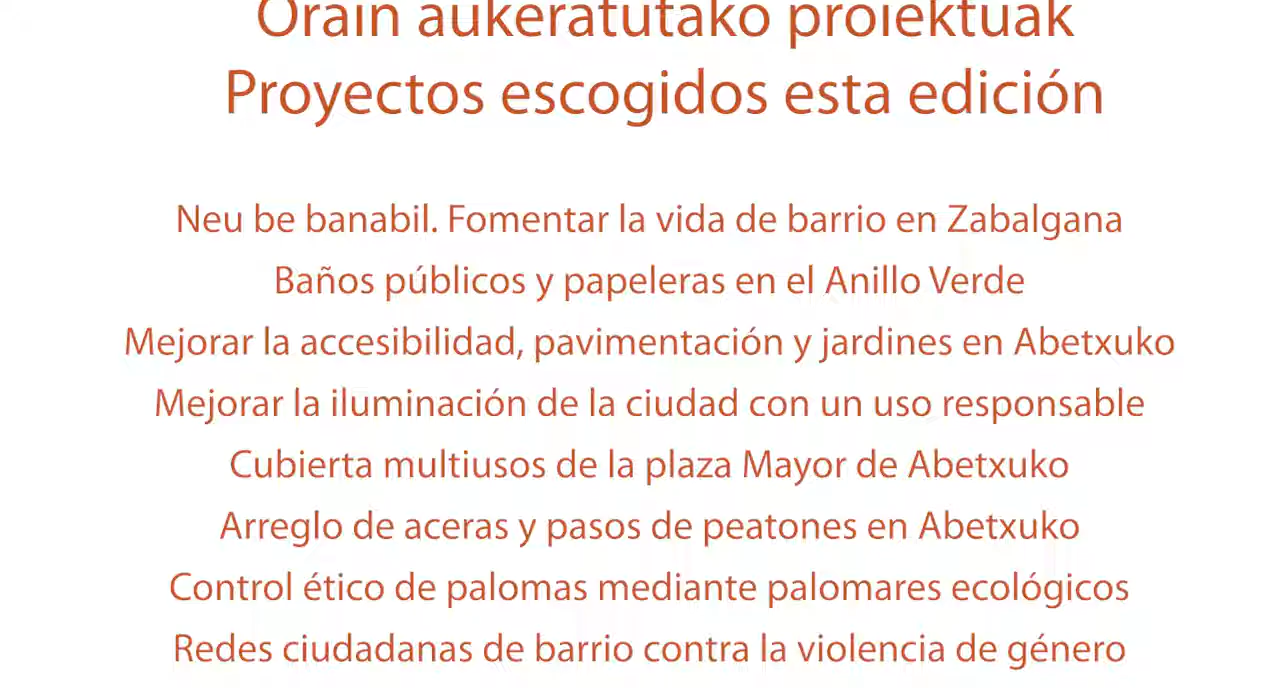 Orain aukeratutako proiektuak
Proyectos escogidos esta edición
Neu be banabil. Fomentar la vida de barrio en Zabalgana
Baños públicos y papeleras en el Anillo Verde
Mejorar la accesibilidad, pavimentación y jardines en Abetxuko
Mejorar la iluminación de la ciudad con un uso responsable
Cubierta multiusos de la plaza Mayor de Abetxuko
Arreglo de aceras y pasos de peatones en Abetxuko
Control ético de palomas mediante palomares ecológicos
Redes ciudadanas de barrio contra la violencia de género